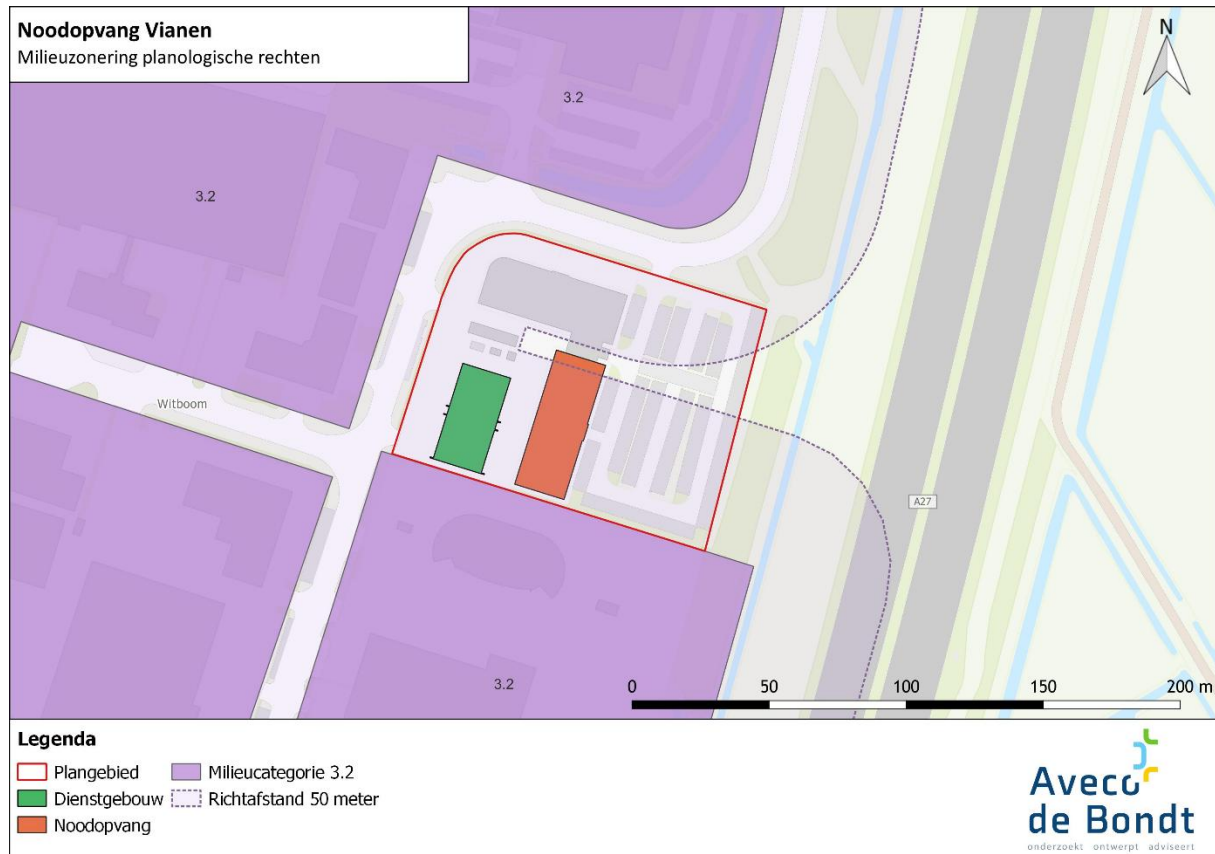 Noodopvang Vianen
Milieuzonering planologische rechten
N
3.2
3.2
Witboom
A27
3.2
0 50 100 150 200 m
Legenda
Plangebied Milieucategorie 3.2
Dienstgebouw Richtafstand 50 meter
Noodopvang
Aveco
de Bondt
onderzoekt ontwerpt adviseert